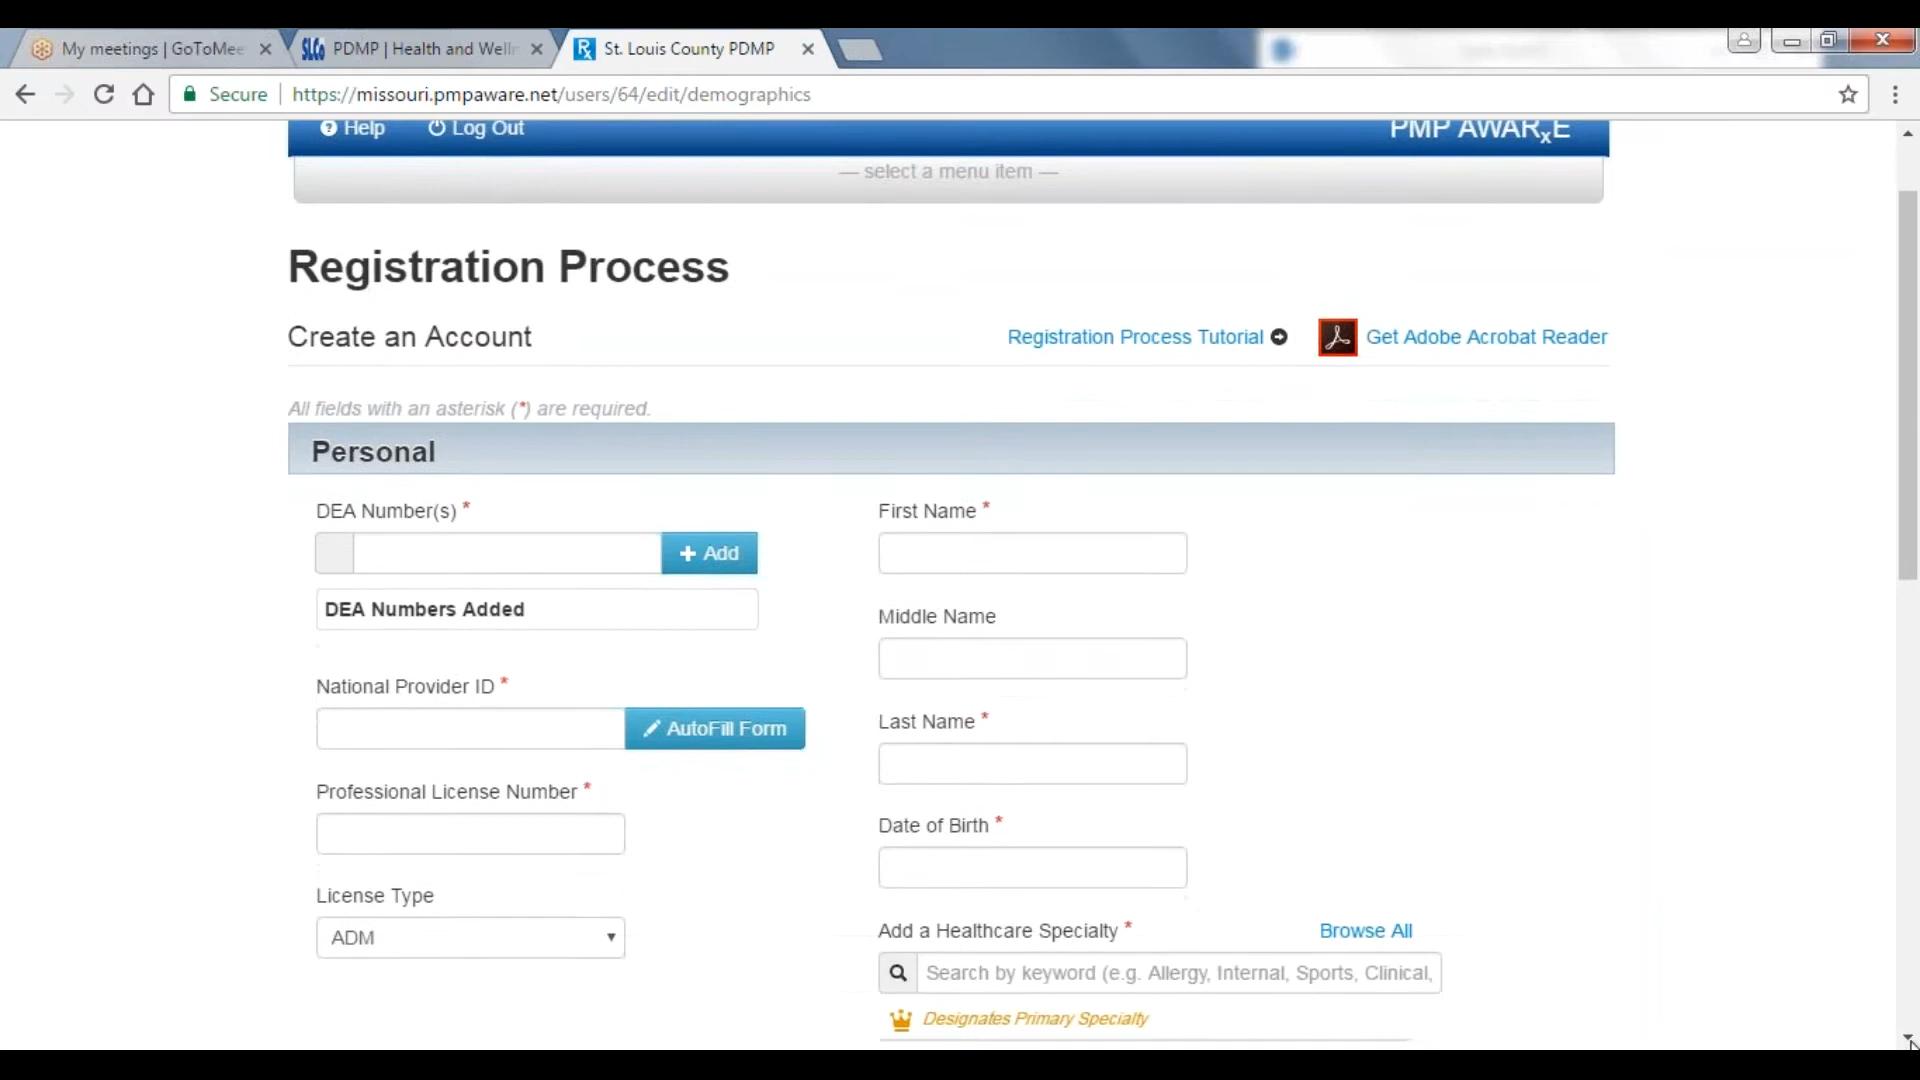 My meetings | GoToMee
SLCo PDMP | Health and Welln
Rx St. Louis County PDMP
Secure https://missouri.pmpaware.net/users/64/edit/demographics
Help Log Out PMP AWARxE
— select a menu item —
Registration Process
Create an Account Registration Process Tutorial Get Adobe Acrobat Reader
All fields with an asterisk (*) are required.
Personal
DEA Number(s) *
Add
DEA Numbers Added
National Provider ID *
AutoFill Form
Professional License Number *
License Type
ADM
First Name *
Middle Name
Last Name *
Date of Birth *
Add a Healthcare Specialty * Browse All
Search by keyword (e.g. Allergy, Internal, Sports, Clinical,
Designates Primary Specialty